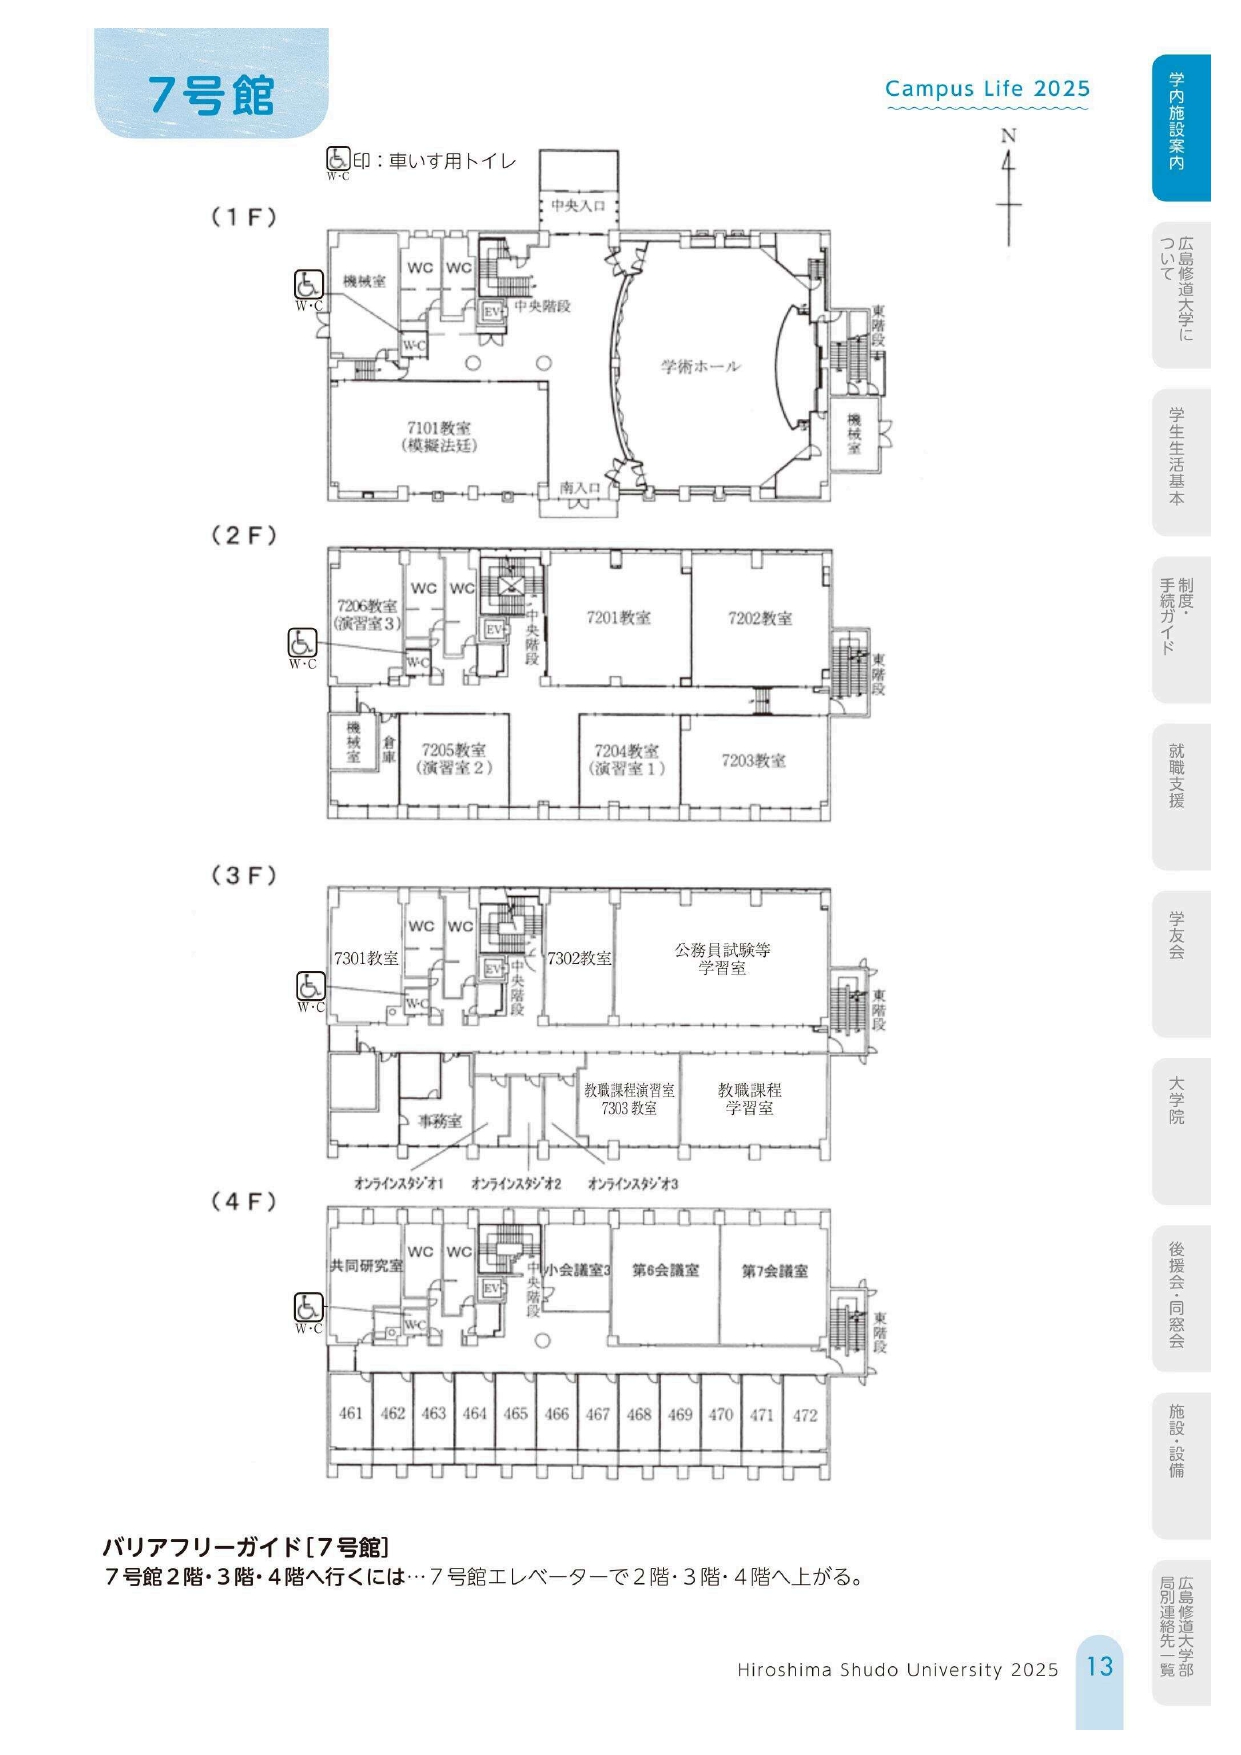 7号館
Campus Life 2025
N
印：車いす用トイレ
W·C
（1F）
中央入口
機械室
WC
WC
EV
中央階段
W·C
W·C
学術ホール
東階段
機械室
7101教室
（模擬法廷）
南入口
（2F）
7206教室
（演習室3）
WC
WC
EV
中央階段
7201教室
7202教室
W·C
W·C
東階段
機械室
倉庫
7205教室
（演習室2）
7204教室
（演習室1）
7203教室
（3F）
7301教室
WC
WC
EV
中央階段
7302教室
公務員試験等
学習室
W·C
W·C
東階段
事務室
教職課程演習室
7303教室
教職課程
学習室
オンラインスタジオ1
オンラインスタジオ2
オンラインスタジオ3
（4F）
共同研究室
WC
WC
EV
中央階段
小会議室3
第6会議室
第7会議室
W·C
W·C
東階段
461
462
463
464
465
466
467
468
469
470
471
472
バリアフリーガイド［7号館］
7号館2階・3階・4階へ行くには…7号館エレベーターで2階・3階・4階へ上がる。
Hiroshima Shudo University 2025
13
学内施設案内
広島修道大学に
ついて
学生生活基本
制度・
手続ガイド
就職支援
学友会
大学院
後援会・同窓会
施設・設備
広島修道大学部
局別連絡先一覧